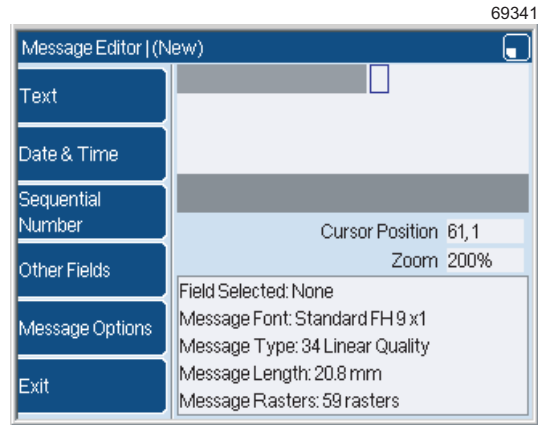 69341
Message Editor | (New)
Text
Date & Time
Sequential
Number
Other Fields
Message Options
Exit
Cursor Position 61,1
Zoom 200%
Field Selected: None
Message Font: Standard FH 9 x1
Message Type: 34 Linear Quality
Message Length: 20.8 mm
Message Rasters: 59 rasters